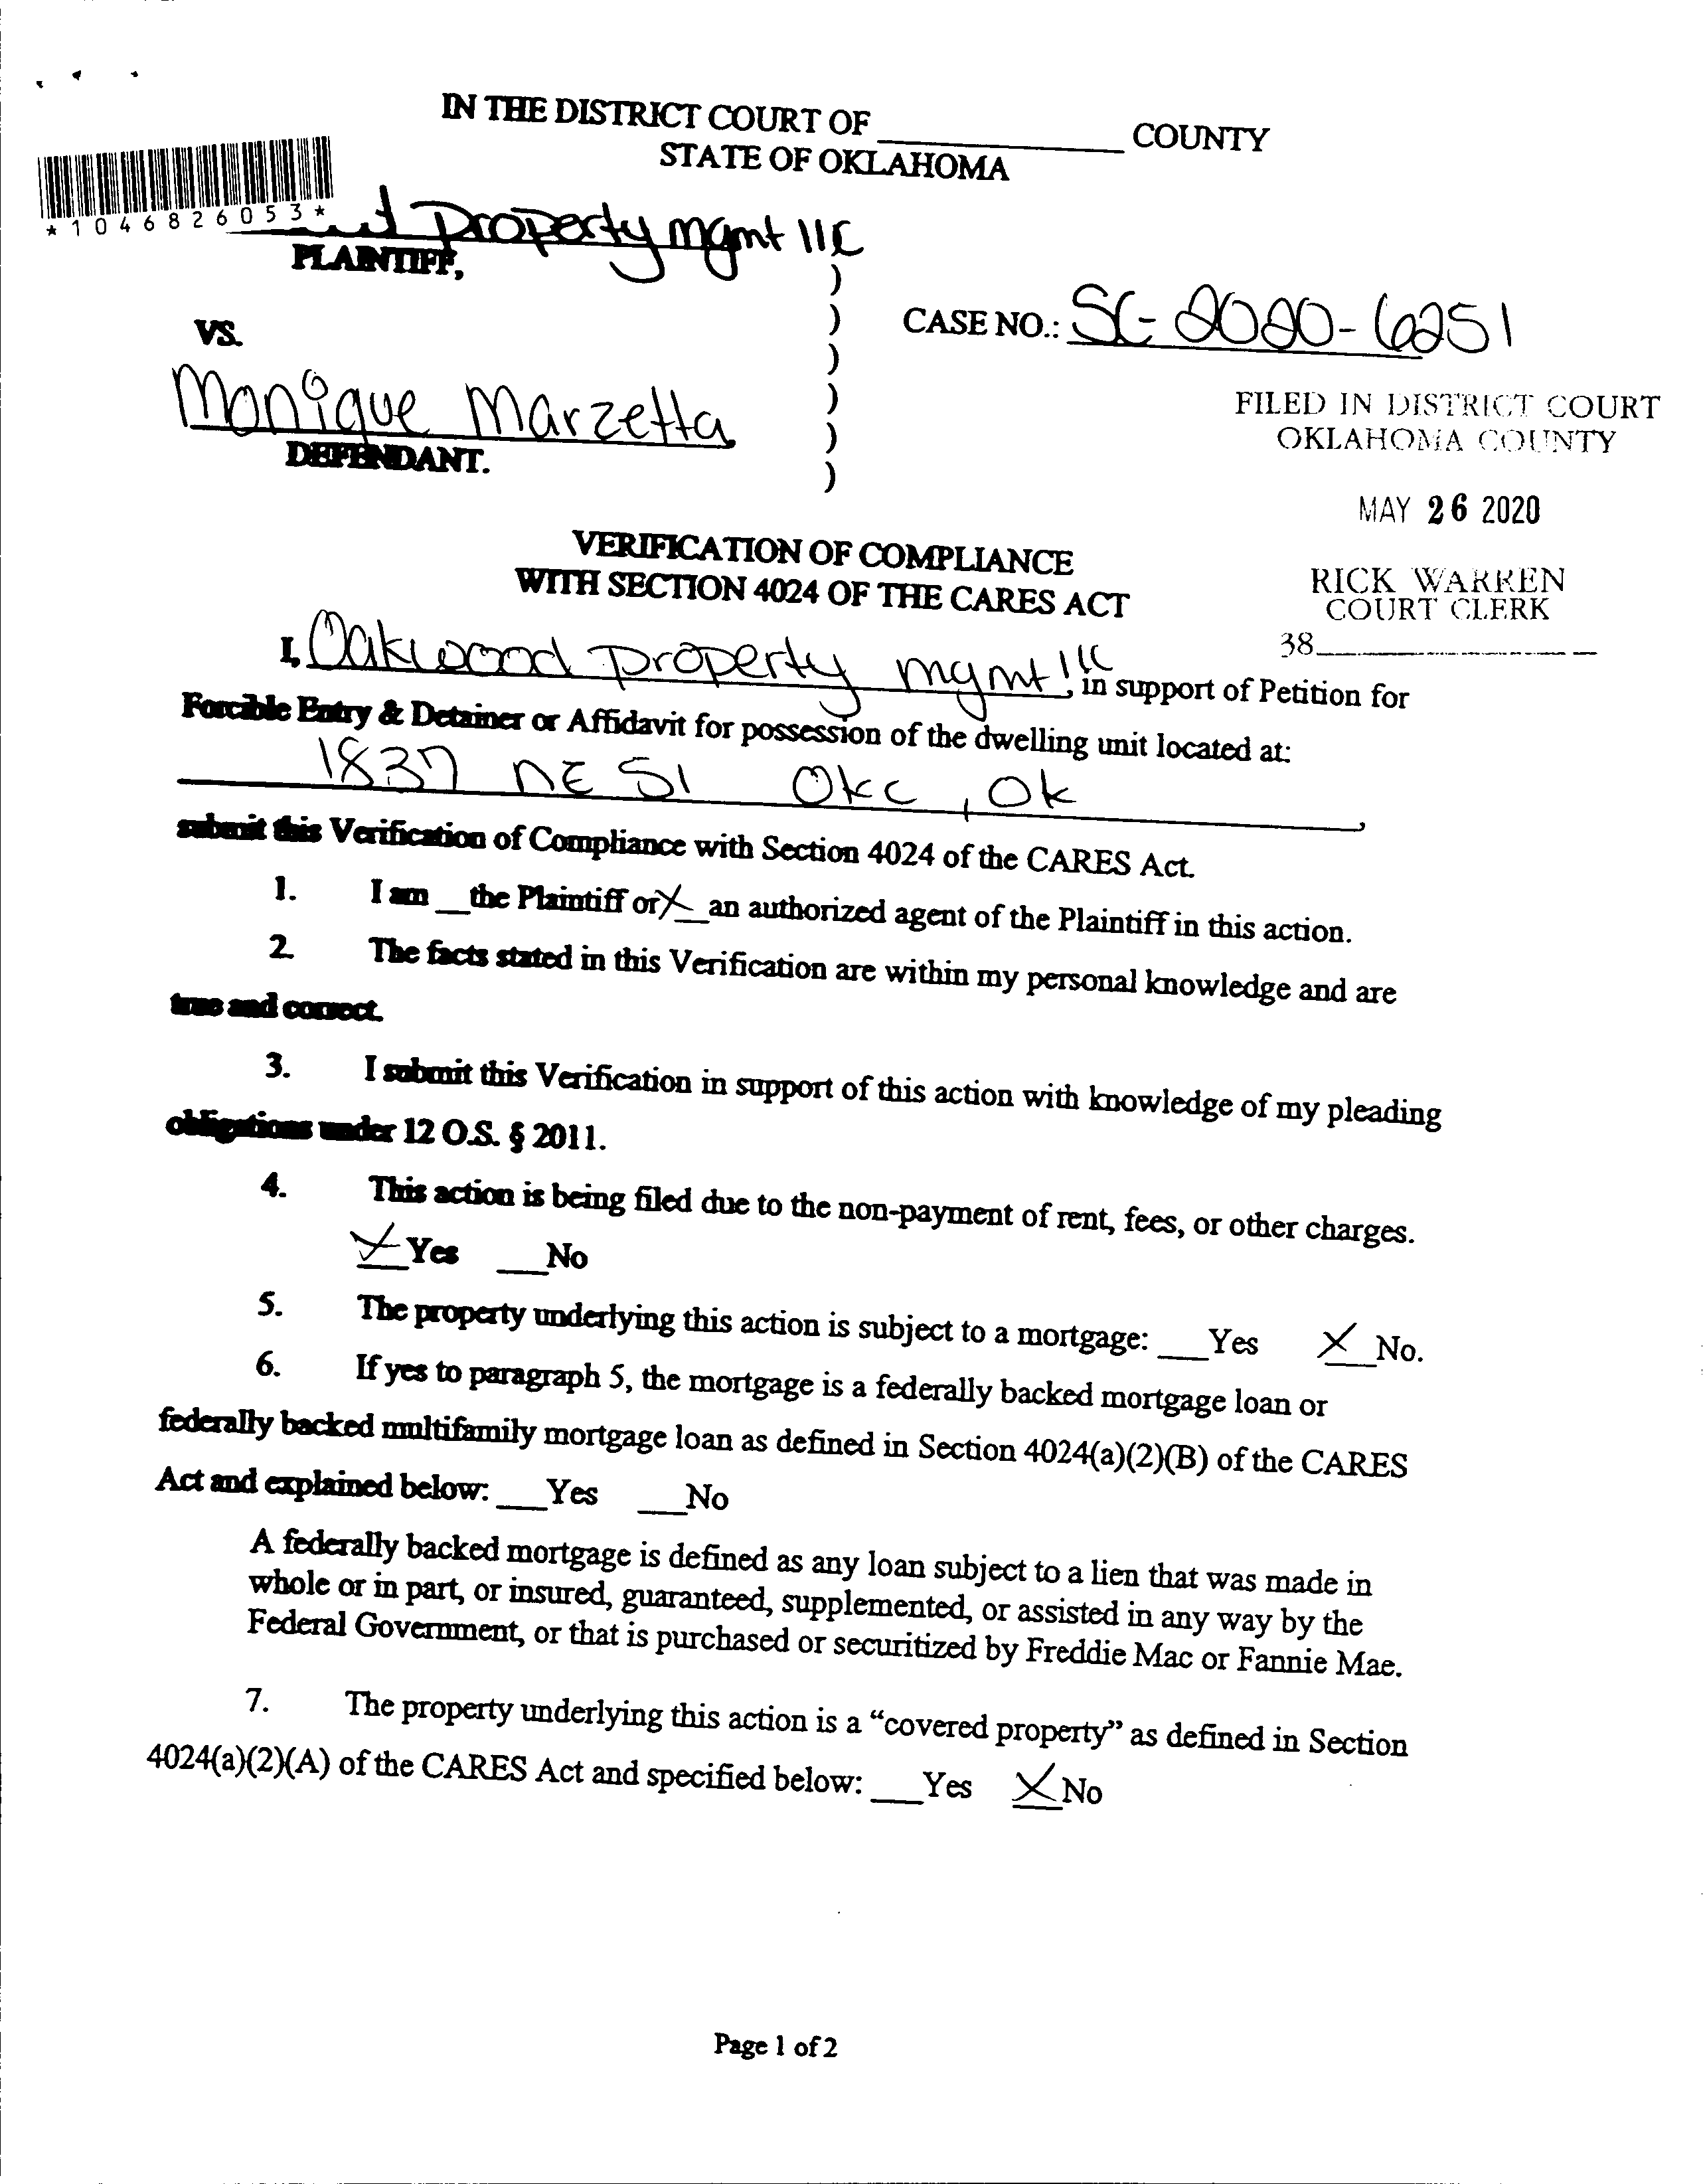 IN THE DISTRICT COURT OF ____________ COUNTY
STATE OF OKLAHOMA
*1046826053*
Property mgmt llc
PLAINTIFF,
)
VS.
)
CASE NO.: SC-2020-6251
)
Monique Marzetta
)
FILED IN DISTRICT COURT
OKLAHOMA COUNTY
)
DEFENDANT.
)
MAY 26 2020
VERIFICATION OF COMPLIANCE
WITH SECTION 4024 OF THE CARES ACT
RICK WARREN
COURT CLERK
38____________
I, Oakwood property mgmt llc, in support of Petition for
Forcible Entry & Detainer or Affidavit for possession of the dwelling unit located at:
1837 NE 51 OKC, OK,
submit this Verification of Compliance with Section 4024 of the CARES Act.
1. I am __the Plaintiff or X__an authorized agent of the Plaintiff in this action.
2. The facts stated in this Verification are within my personal knowledge and are
true and correct.
3. I submit this Verification in support of this action with knowledge of my pleading
obligations under 12 O.S. § 2011.
4. This action is being filed due to the non-payment of rent, fees, or other charges.
X Yes ___No
5. The property underlying this action is subject to a mortgage: ___Yes X No.
6. If yes to paragraph 5, the mortgage is a federally backed mortgage loan or
federally backed multifamily mortgage loan as defined in Section 4024(a)(2)(B) of the CARES
Act and explained below: ___Yes ___No
A federally backed mortgage is defined as any loan subject to a lien that was made in
whole or in part, or insured, guaranteed, supplemented, or assisted in any way by the
Federal Government, or that is purchased or securitized by Freddie Mac or Fannie Mae.
7. The property underlying this action is a “covered property” as defined in Section
4024(a)(2)(A) of the CARES Act and specified below: ___Yes X No
Page 1 of 2